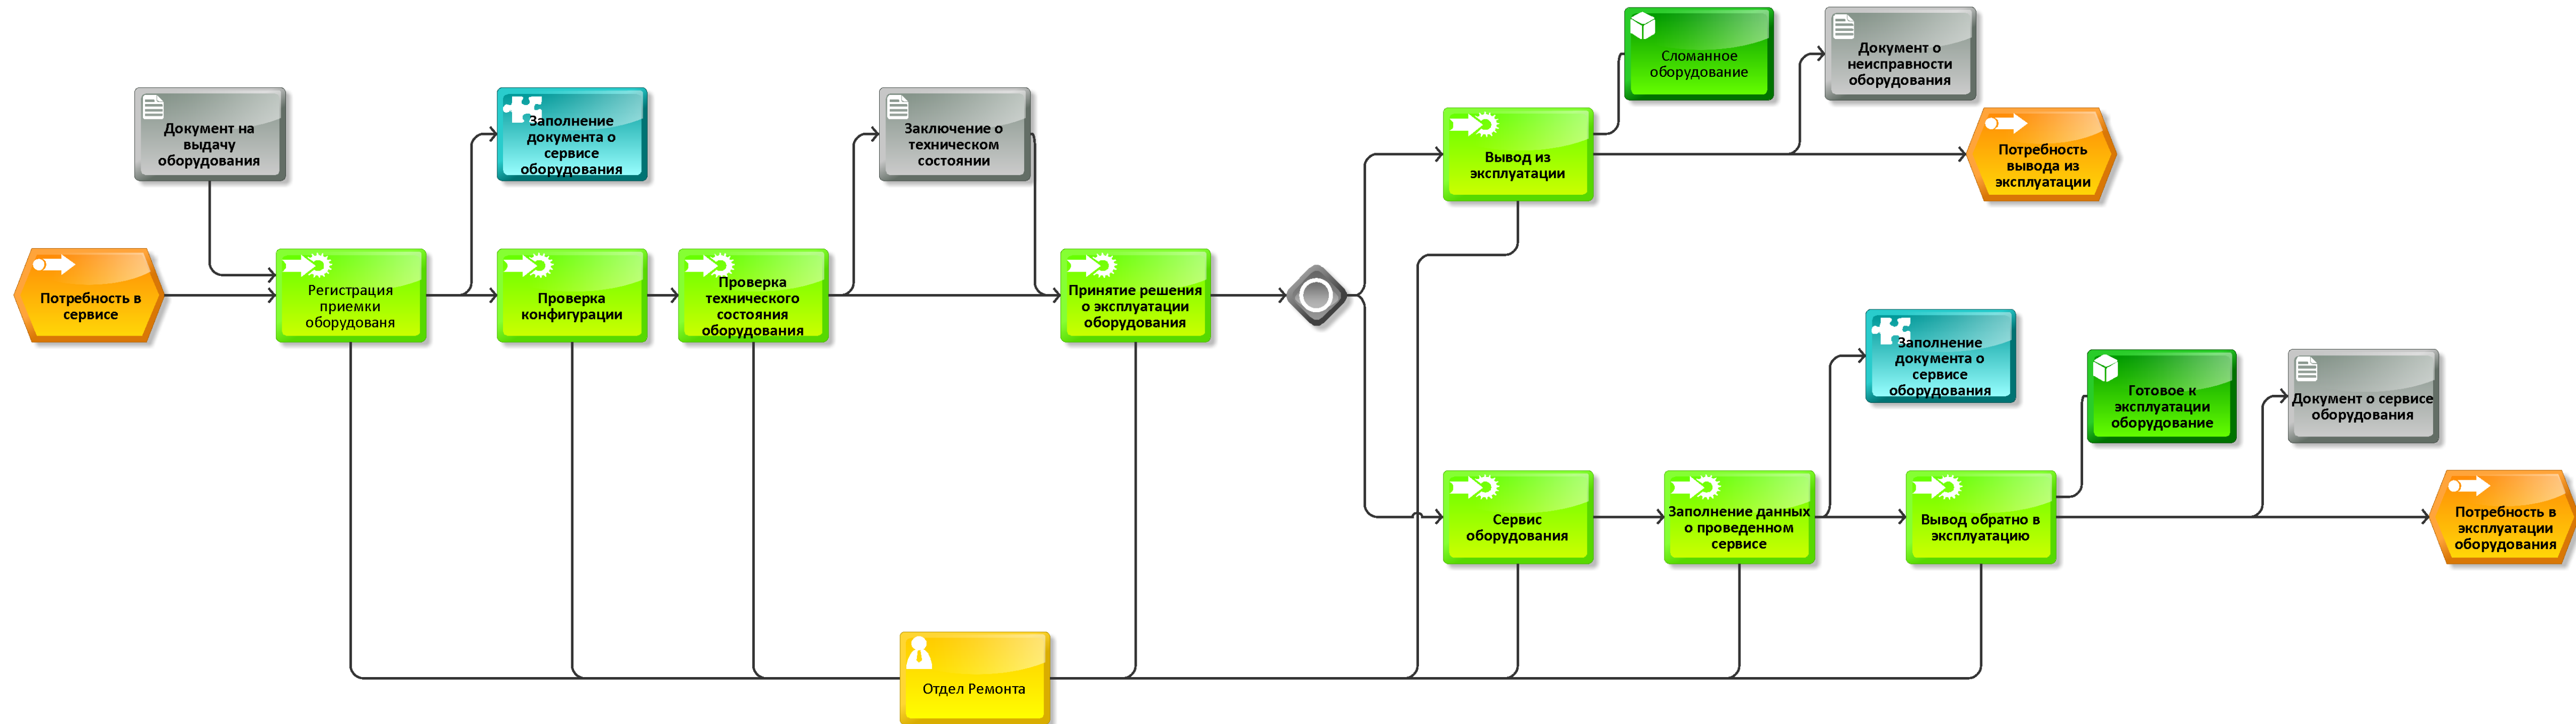 Сломанное
оборудование
Документ о
неисправности
оборудования
Документ на
выдачу
оборудования
Заполнение
документа о
сервисе
оборудования
Заключение о
техническом
состоянии
Вывод из
эксплуатации
Потребность
вывода из
эксплуатации
Потребность в
сервисе
Регистрация
приемки
оборудованя
Проверка
конфигурации
Проверка
технического
состояния
оборудования
Принятие решения
о эксплуатации
оборудования
Заполнение
документа о
сервисе
оборудования
Готовое к
эксплуатации
оборудование
Документ о сервисе
оборудования
Сервис
оборудования
Заполнение данных
о проведенном
сервисе
Вывод обратно в
эксплуатацию
Потребность в
эксплуатации
оборудования
Отдел Ремонта